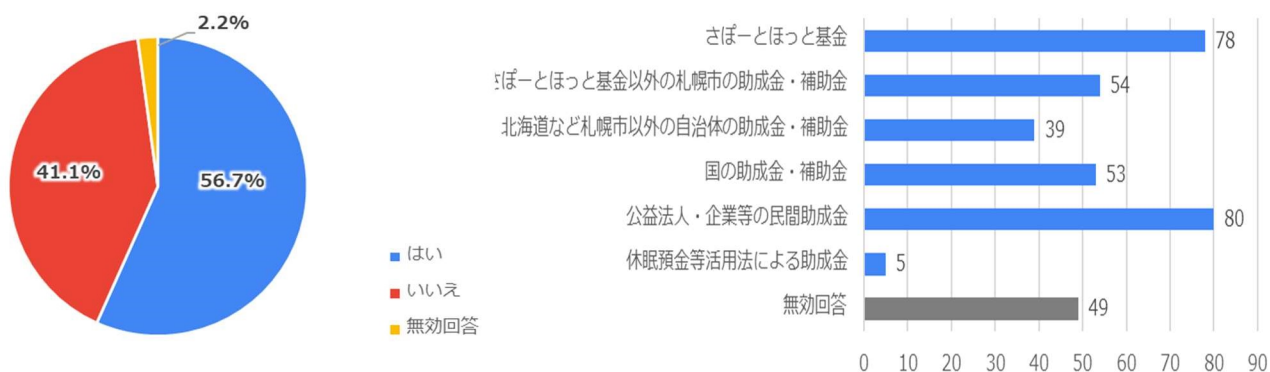 2.2%
41.1%
56.7%
はい
いいえ
無効回答
さぽーとほっと基金
78
さぽーとほっと基金以外の札幌市の助成金・補助金
54
北海道など札幌市以外の自治体の助成金・補助金
39
国の助成金・補助金
53
公益法人・企業等の民間助成金
80
休眠預金等活用法による助成金
5
無効回答
49
0 10 20 30 40 50 60 70 80 90